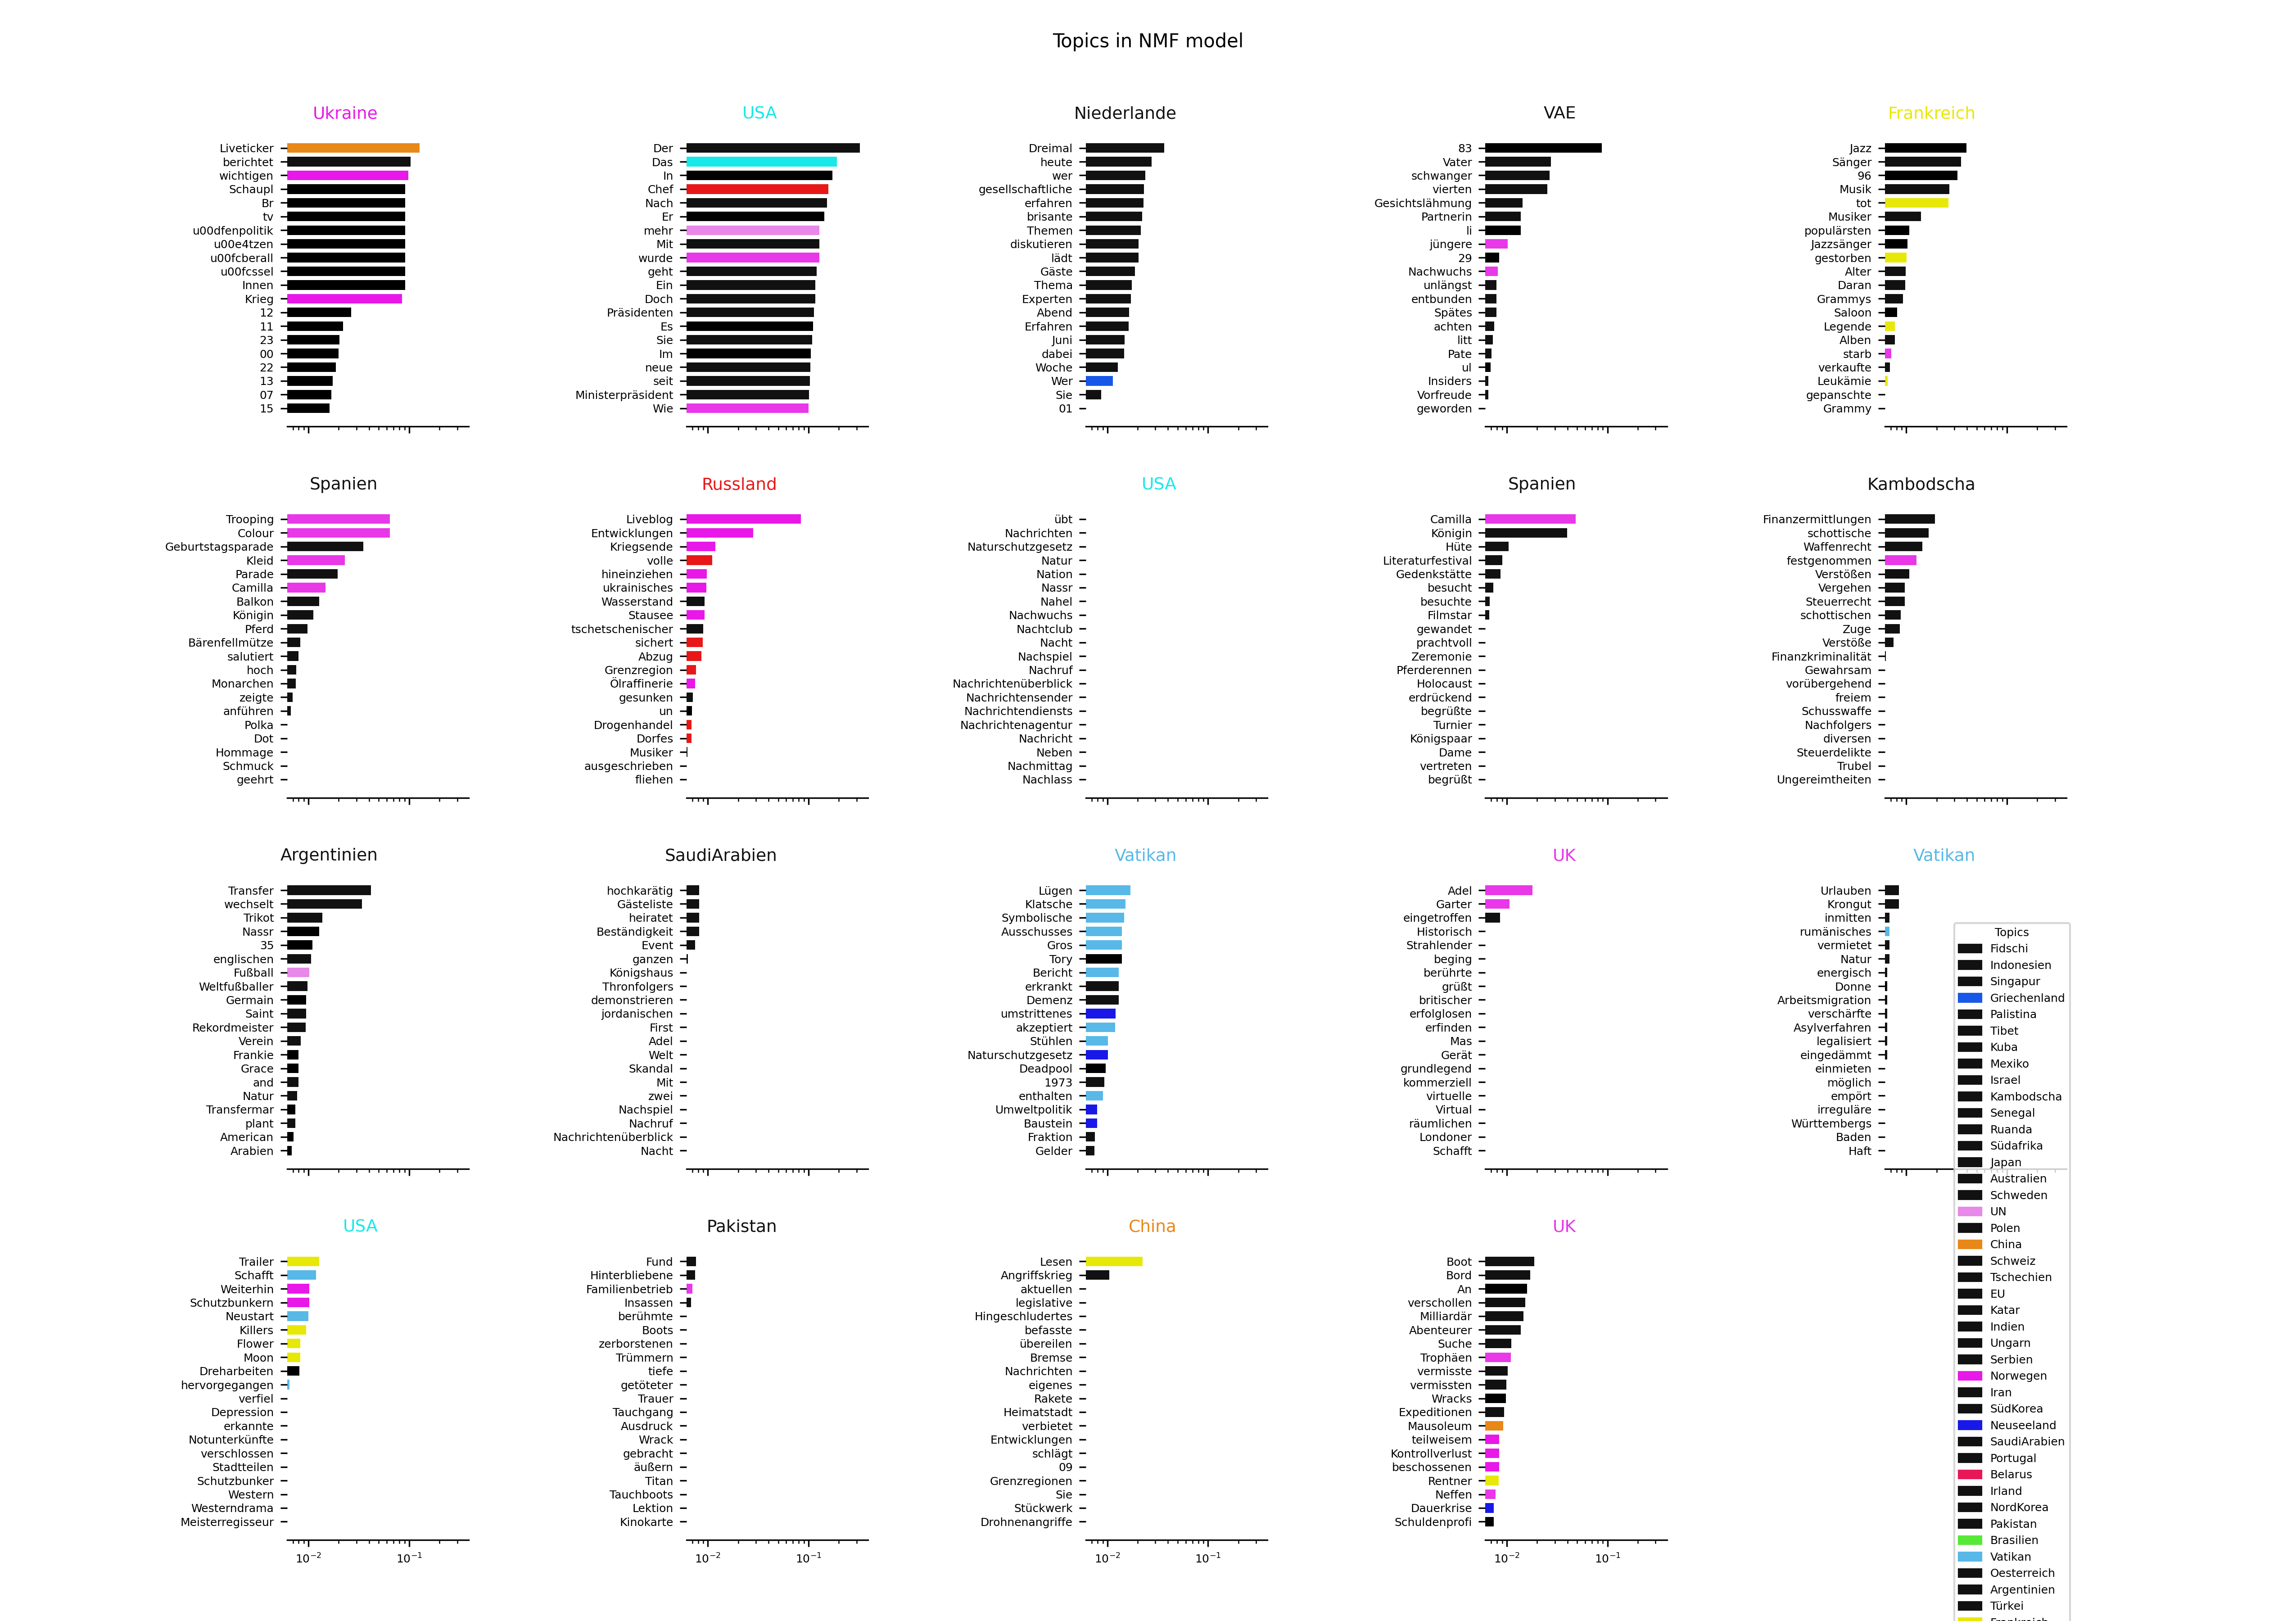 Topics in NMF model
Ukraine
Liveticker
berichtet
wichtigen
Schaupl
Br
tv
u00dfenpolitik
u00e4tzen
u00fcberall
u00fcssel
Innen
Krieg
12
11
23
00
22
13
07
15
USA
Der
Das
In
Chef
Nach
Er
mehr
Mit
wurde
geht
Ein
Doch
Präsidenten
Es
Sie
Im
neue
seit
Ministerpräsident
Wie
Niederlande
Dreimal
heute
wer
gesellschaftliche
erfahren
brisante
Themen
diskutieren
lädt
Gäste
Thema
Experten
Abend
Erfahren
Juni
dabei
Woche
Wer
Sie
01
VAE
83
Vater
schwanger
vierten
Gesichtslähmung
Partnerin
li
jüngere
29
Nachwuchs
unlängst
entbunden
Spätes
achten
litt
Pate
ul
Insiders
Vorfreude
geworden
Frankreich
Jazz
Sänger
96
Musik
tot
Musiker
populärsten
Jazzsänger
gestorben
Alter
Daran
Grammys
Saloon
Legende
Alben
starb
verkaufte
Leukämie
gepanschte
Grammy
Spanien
Trooping
Colour
Geburtstagsparade
Kleid
Parade
Camilla
Balkon
Königin
Pferd
Bärenfellmütze
salutiert
hoch
Monarchen
zeigte
anführen
Polka
Dot
Hommage
Schmuck
geehrt
Russland
Liveblog
Entwicklungen
Kriegsende
volle
hineinziehen
ukrainisches
Wasserstand
Stausee
tschetschenischer
sichert
Abzug
Grenzregion
Ölraffinerie
gesunken
un
Drogenhandel
Dorfes
Musiker
ausgeschrieben
fliehen
USA
übt
Nachrichten
Naturschutzgesetz
Natur
Nation
Nassr
Nahel
Nachwuchs
Nachtclub
Nacht
Nachspiel
Nachruf
Nachrichtenüberblick
Nachrichtensender
Nachrichtendiensts
Nachrichtenagentur
Nachricht
Neben
Nachmittag
Nachlass
Spanien
Camilla
Königin
Hüte
Literaturfestival
Gedenkstätte
besucht
besuchte
Filmstar
gewandet
prachtvoll
Zeremonie
Pferderennen
Holocaust
erdrückend
begrüßte
Turnier
Königspaar
Dame
vertreten
begrüßt
Kambodscha
Finanzermittlungen
schottische
Waffenrecht
festgenommen
Verstößen
Vergehen
Steuerrecht
schottischen
Zuge
Verstöße
Finanzkriminalität
Gewahrsam
vorübergehend
freiem
Schusswaffe
Nachfolgers
diversen
Steuerdelikte
Trubel
Ungereimtheiten
Argentinien
Transfer
wechselt
Trikot
Nassr
35
englischen
Fußball
Weltfußballer
Germain
Saint
Rekordmeister
Verein
Frankie
Grace
and
Natur
Transfermar
plant
American
Arabien
SaudiArabien
hochkarätig
Gästeliste
heiratet
Beständigkeit
Event
ganzen
Königshaus
Thronfolgers
demonstrieren
jordanischen
First
Adel
Welt
Skandal
Mit
zwei
Nachspiel
Nachruf
Nachrichtenüberblick
Nacht
Vatikan
Lügen
Klatsche
Symbolische
Ausschusses
Gros
Tory
Bericht
erkrankt
Demenz
umstrittenes
akzeptiert
Stühlen
Naturschutzgesetz
Deadpool
1973
enthalten
Umweltpolitik
Baustein
Fraktion
Gelder
UK
Adel
Garter
eingetroffen
Historisch
Strahlender
beging
berührte
grüßt
britischer
erfolglosen
erfinden
Mas
Gerät
grundlegend
kommerziell
virtuelle
Virtual
räumlichen
Londoner
Schafft
Vatikan
Urlauben
Krongut
inmitten
rumänisches
vermietet
Natur
energisch
Donne
Arbeitsmigration
verschärfte
Asylverfahren
legalisiert
eingedämmt
einmieten
möglich
empört
irreguläre
Württembergs
Baden
Haft
USA
Trailer
Schafft
Weiterhin
Schutzbunkern
Neustart
Killers
Flower
Moon
Dreharbeiten
hervorgegangen
verfiel
Depression
erkannte
Notunterkünfte
verschlossen
Stadtteilen
Schutzbunker
Western
Westerndrama
Meisterregisseur
10⁻² 10⁻¹
Pakistan
Fund
Hinterbliebene
Familienbetrieb
Insassen
berühmte
Boots
zerborstenen
Trümmern
tiefe
getöteter
Trauer
Tauchgang
Ausdruck
Wrack
gebracht
äußern
Titan
Tauchboots
Lektion
Kinokarte
10⁻² 10⁻¹
China
Lesen
Angriffskrieg
aktuellen
legislative
Hingeschludertes
befasste
übereilen
Bremse
Nachrichten
eigenes
Rakete
Heimatstadt
verbietet
Entwicklungen
schlägt
09
Grenzregionen
Sie
Stückwerk
Drohnenangriffe
10⁻² 10⁻¹
UK
Boot
Bord
An
verschollen
Milliardär
Abenteurer
Suche
Trophäen
vermisste
vermissten
Wracks
Expeditionen
Mausoleum
teilweisem
Kontrollverlust
beschossenen
Rentner
Neffen
Dauerkrise
Schuldenprofi
10⁻² 10⁻¹
Topics
Fidschi
Indonesien
Singapur
Griechenland
Palistina
Tibet
Kuba
Mexiko
Israel
Kambodscha
Senegal
Ruanda
Südafrika
Japan
Australien
Schweden
UN
Polen
China
Schweiz
Tschechien
EU
Katar
Indien
Ungarn
Serbien
Norwegen
Iran
SüdKorea
Neuseeland
SaudiArabien
Portugal
Belarus
Irland
NordKorea
Pakistan
Brasilien
Vatikan
Oesterreich
Argentinien
Türkei